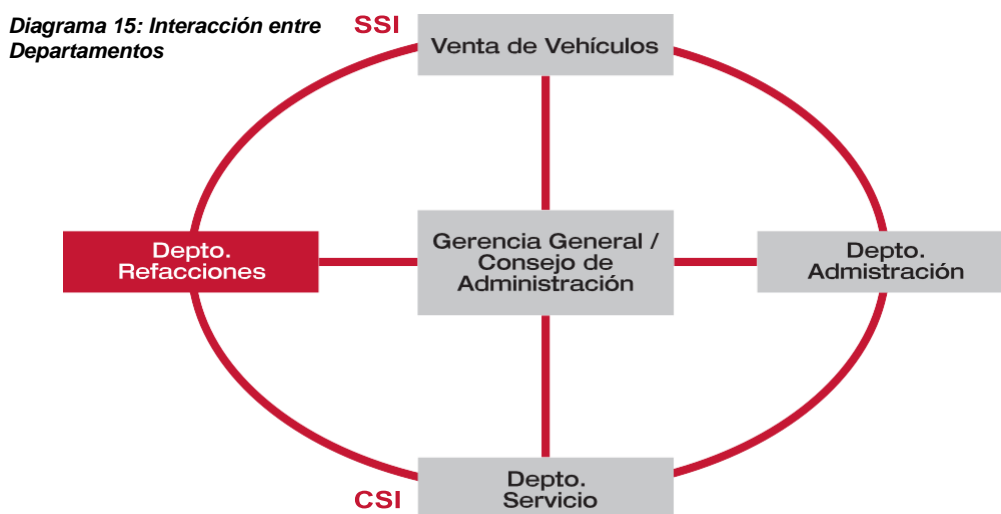 Diagrama 15: Interacción entre
Departamentos
SSI
Venta de Vehículos
Depto.
Refacciones
Gerencia General /
Consejo de
Administración
Depto.
Admistración
Depto.
Servicio
CSI